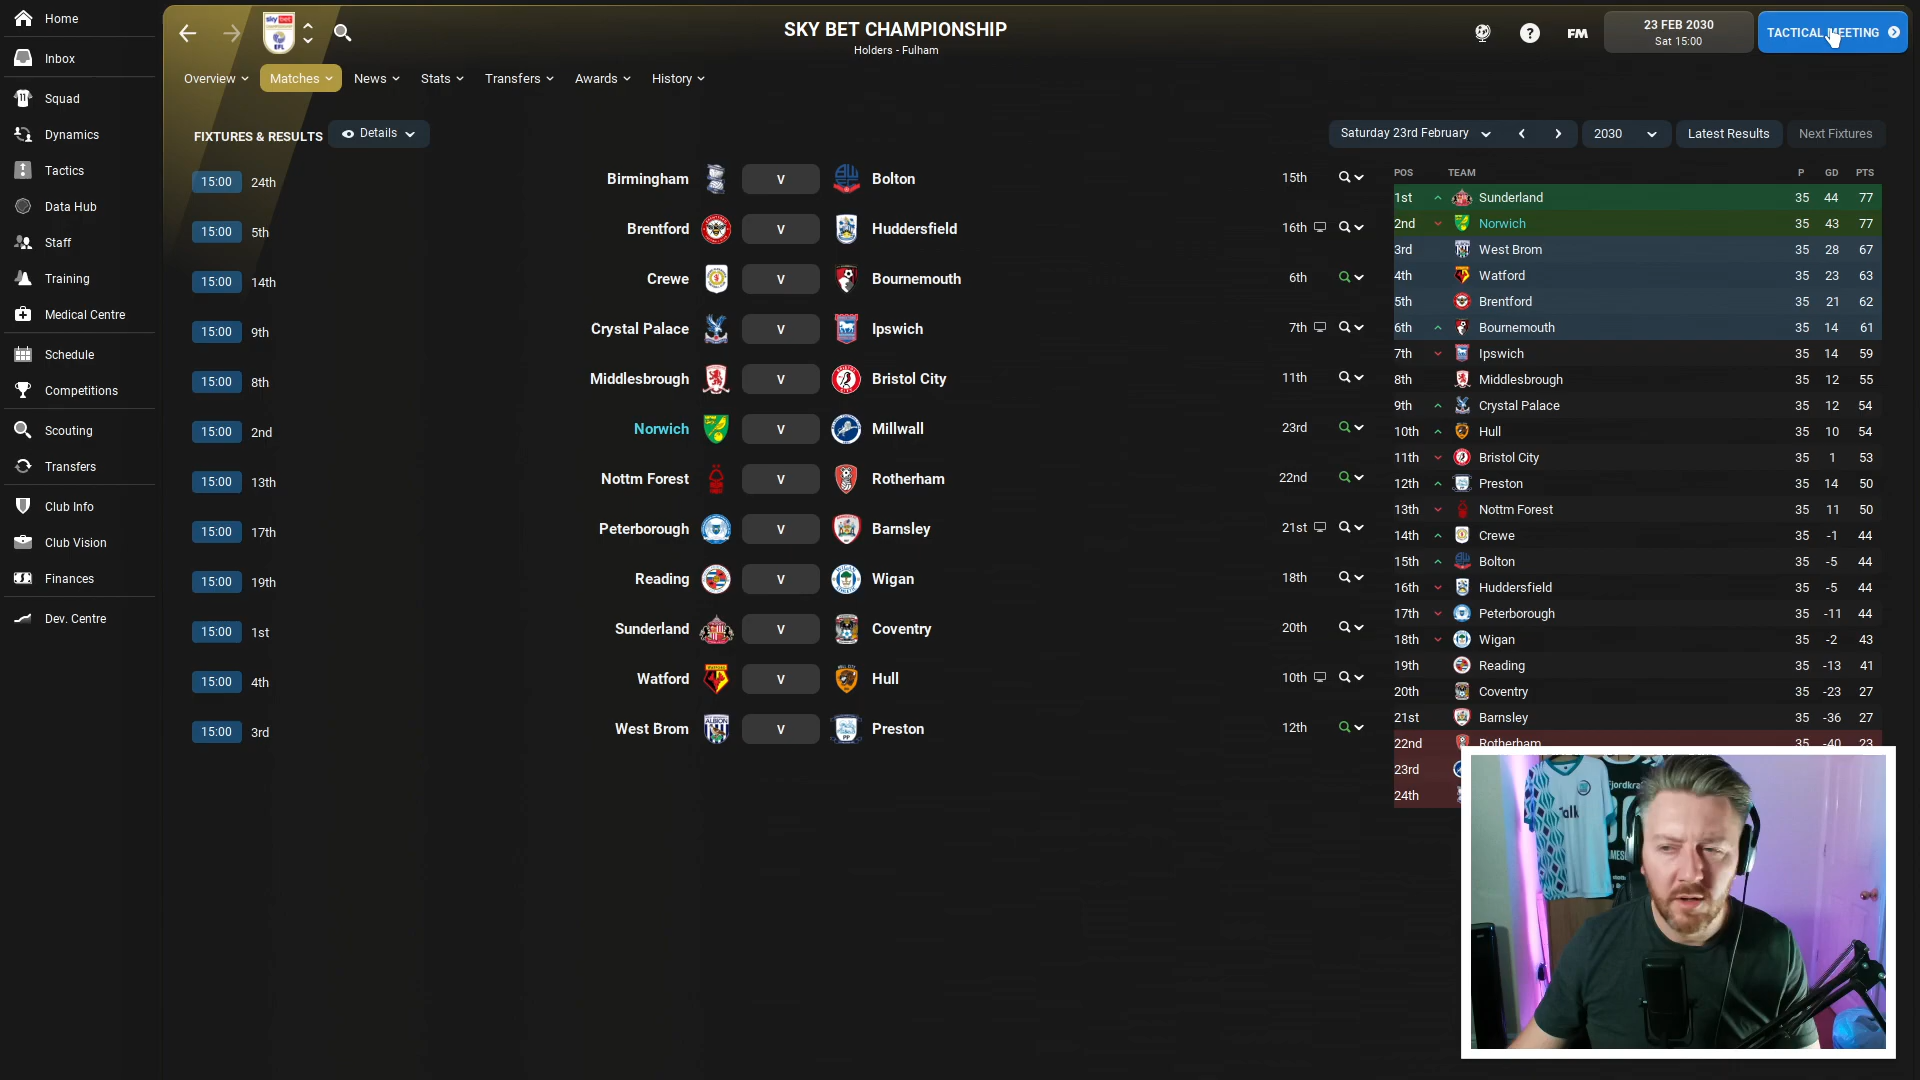 Home
Inbox
Squad
Dynamics
Tactics
Data Hub
Staff
Training
Medical Centre
Schedule
Competitions
Scouting
Transfers
Club Info
Club Vision
Finances
Dev. Centre
SKY BET CHAMPIONSHIP
Holders - Fulham
FM
23 FEB 2030
Sat 15:00
TACTICAL MEETING
Overview
Matches
News
Stats
Transfers
Awards
History
FIXTURES & RESULTS
Details
Saturday 23rd February
2030
Latest Results
Next Fixtures
15:00 24th Birmingham V Bolton 15th
15:00 5th Brentford V Huddersfield 16th
15:00 14th Crewe V Bournemouth 6th
15:00 9th Crystal Palace V Ipswich 7th
15:00 8th Middlesbrough V Bristol City 11th
15:00 2nd Norwich V Millwall 23rd
15:00 13th Nottm Forest V Rotherham 22nd
15:00 17th Peterborough V Barnsley 21st
15:00 19th Reading V Wigan 18th
15:00 1st Sunderland V Coventry 20th
15:00 4th Watford V Hull 10th
15:00 3rd West Brom V Preston 12th
POS TEAM P GD PTS
1st Sunderland 35 44 77
2nd Norwich 35 43 77
3rd West Brom 35 28 67
4th Watford 35 23 63
5th Brentford 35 21 62
6th Bournemouth 35 14 61
7th Ipswich 35 14 59
8th Middlesbrough 35 12 55
9th Crystal Palace 35 12 54
10th Hull 35 10 54
11th Bristol City 35 1 53
12th Preston 35 14 50
13th Nottm Forest 35 11 50
14th Crewe 35 -1 44
15th Bolton 35 -5 44
16th Huddersfield 35 -5 44
17th Peterborough 35 -11 44
18th Wigan 35 -2 43
19th Reading 35 -13 41
20th Coventry 35 -23 27
21st Barnsley 35 -36 27
22nd Rotherham 35 -40 23
23rd
24th